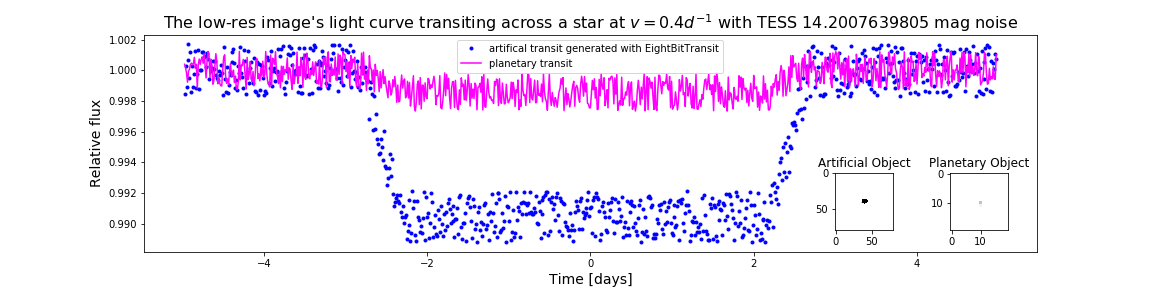 The low-res image's light curve transiting across a star at v = 0.4d⁻¹ with TESS 14.2007639805 mag noise
artifical transit generated with EightBitTransit
planetary transit
Relative flux
1.002
1.000
0.998
0.996
0.994
0.992
0.990
Artificial Object
0
50
0
50
Planetary Object
0
10
0
10
−4
−2
0
2
4
Time [days]